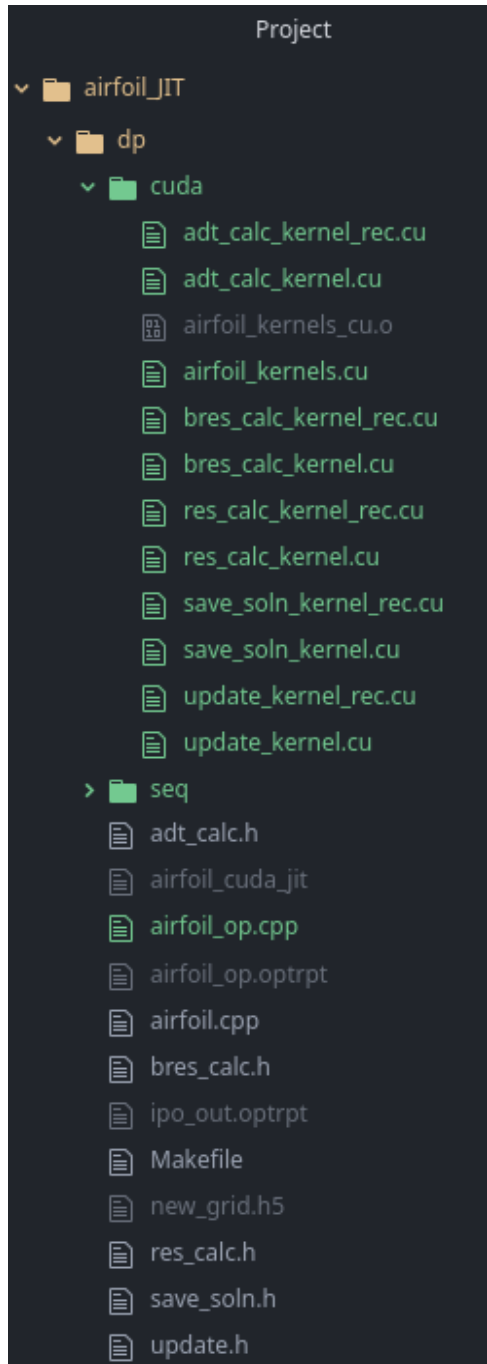 Project
airfoil_JIT
dp
cuda
adt_calc_kernel_rec.cu
adt_calc_kernel.cu
airfoil_kernels_cu.o
airfoil_kernels.cu
bres_calc_kernel_rec.cu
bres_calc_kernel.cu
res_calc_kernel_rec.cu
res_calc_kernel.cu
save_soln_kernel_rec.cu
save_soln_kernel.cu
update_kernel_rec.cu
update_kernel.cu
seq
adt_calc.h
airfoil_cuda_jit
airfoil_op.cpp
airfoil_op.optrpt
airfoil.cpp
bres_calc.h
ipo_out.optrpt
Makefile
new_grid.h5
res_calc.h
save_soln.h
update.h